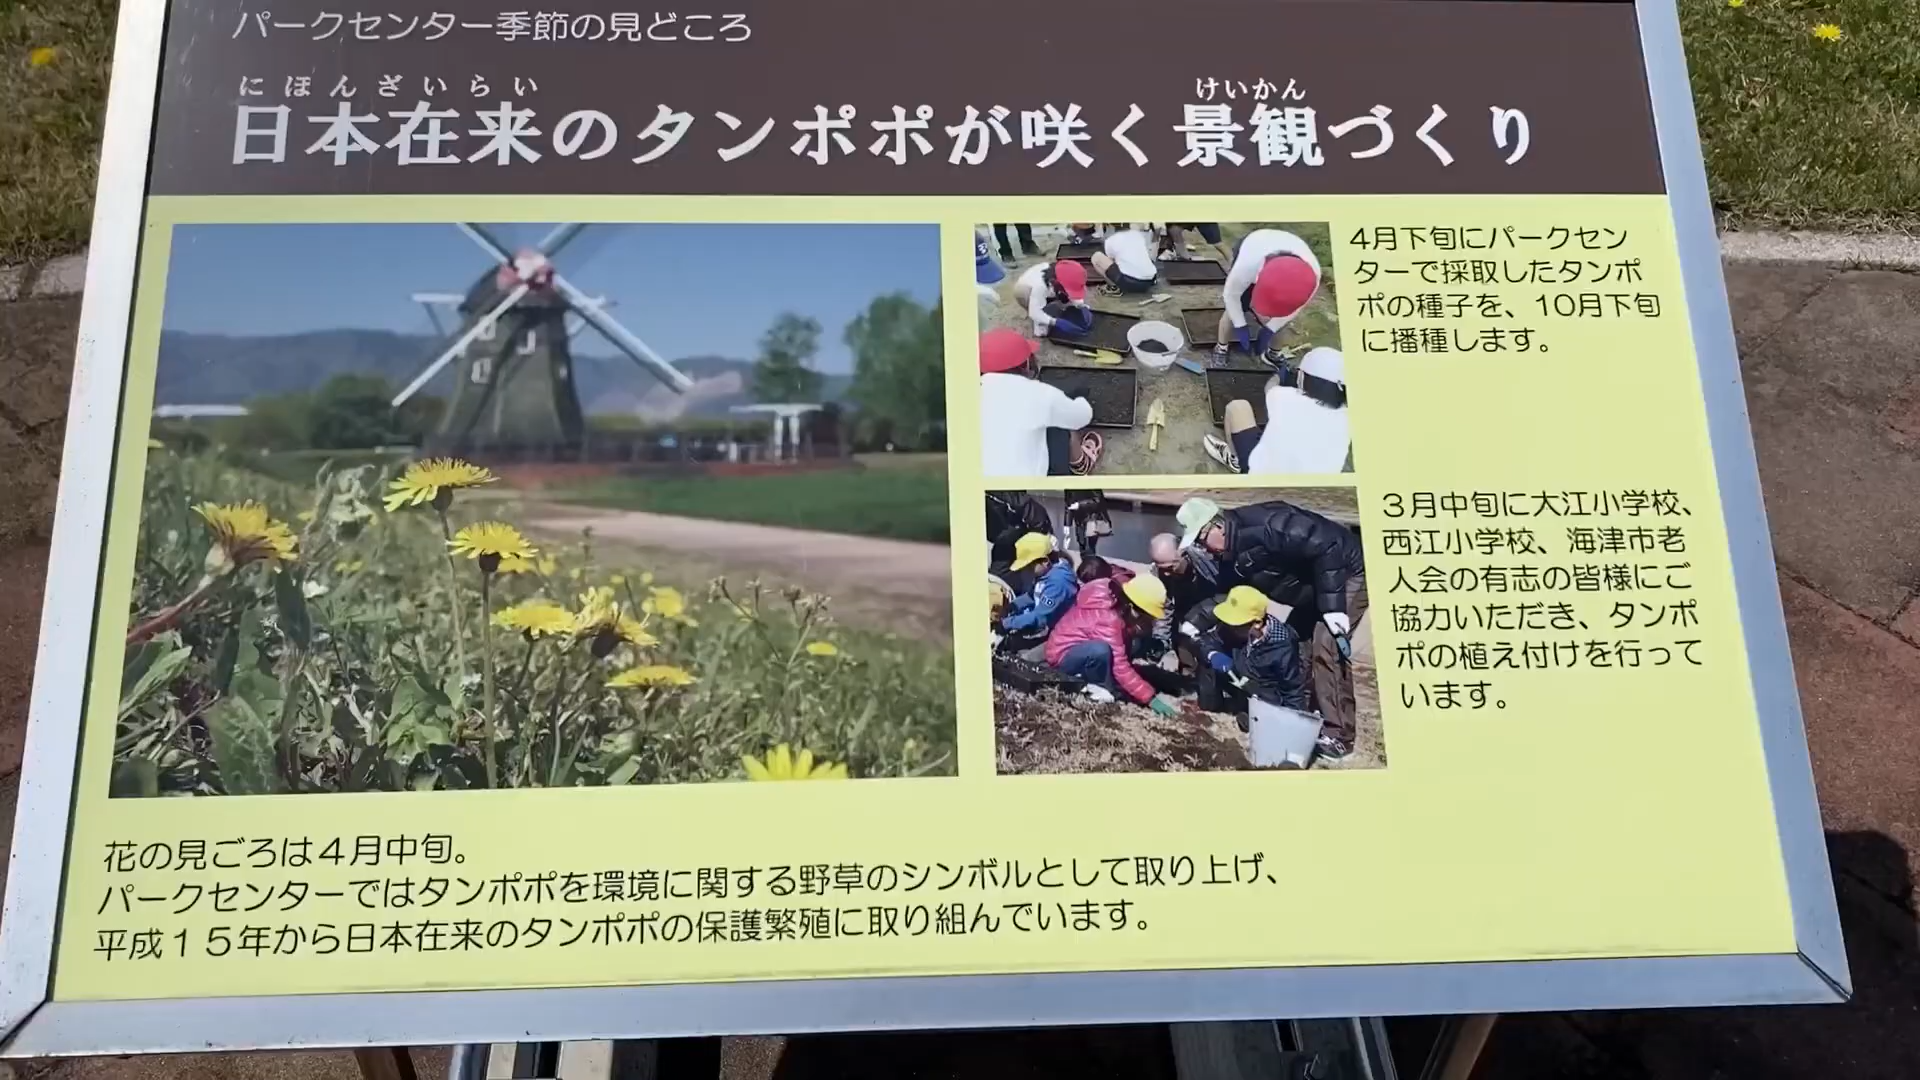 パークセンター季節の見どころ
にほんざいらい けいかん
日本在来のタンポポが咲く景観づくり
4月下旬にパークセン
ターで採取したタンポ
ポの種子を、10月下旬
に播種します。
３月中旬に大江小学校、
西江小学校、海津市老
人会の有志の皆様にご
協力いただき、タンポ
ポの植え付けを行って
います。
花の見ごろは４月中旬。
パークセンターではタンポポを環境に関する野草のシンボルとして取り上げ、
平成１５年から日本在来のタンポポの保護繁殖に取り組んでいます。